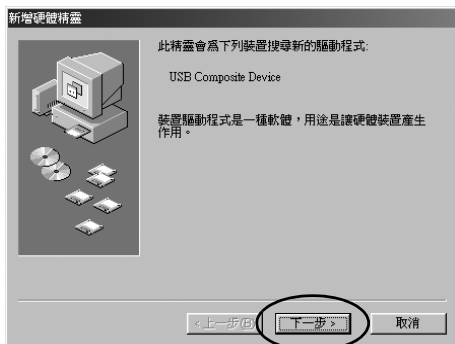 新增硬體精靈
此精靈會為下列裝置搜尋新的驅動程式:
USB Composite Device
裝置驅動程式是一種軟體，用途是讓硬體裝置產生
作用。
<上一步(B)
下一步>
取消